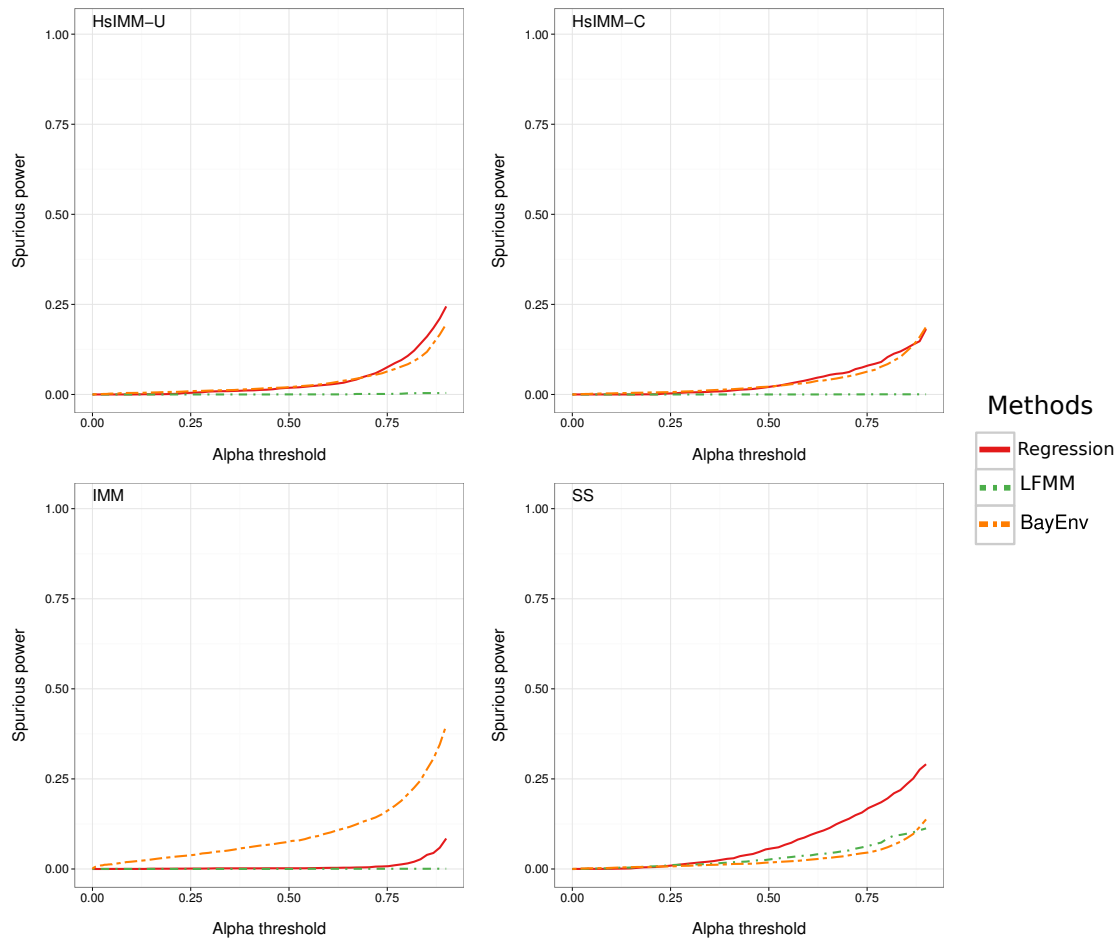 HsIMM−U
1.00
0.75
0.50
0.25
0.00
Spurious power
0.00 0.25 0.50 0.75
Alpha threshold
HsIMM−C
1.00
0.75
0.50
0.25
0.00
Spurious power
0.00 0.25 0.50 0.75
Alpha threshold
IMM
1.00
0.75
0.50
0.25
0.00
Spurious power
0.00 0.25 0.50 0.75
Alpha threshold
SS
1.00
0.75
0.50
0.25
0.00
Spurious power
0.00 0.25 0.50 0.75
Alpha threshold
Methods
Regression
LFMM
BayEnv